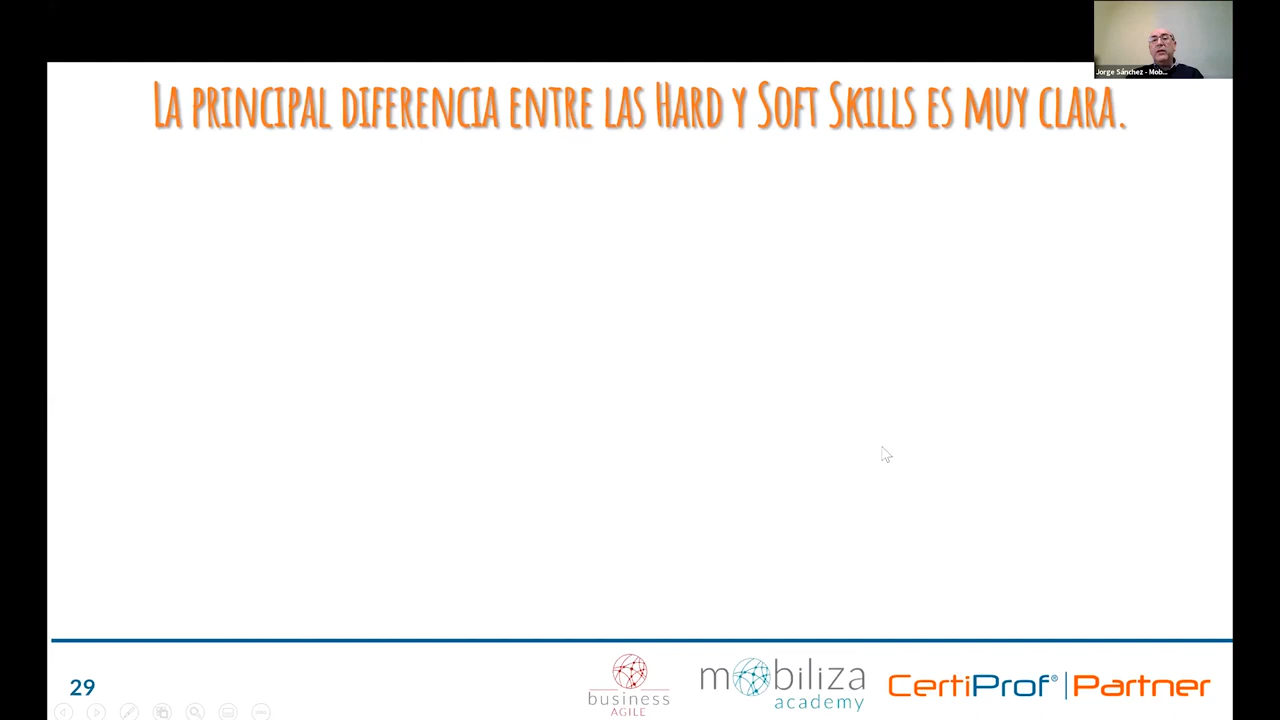 Jorge Sánchez - Mob...
La principal diferencia entre las Hard y Soft Skills es muy clara.
29
business
AGILE
mobiliza
academy
CertiProf® | Partner